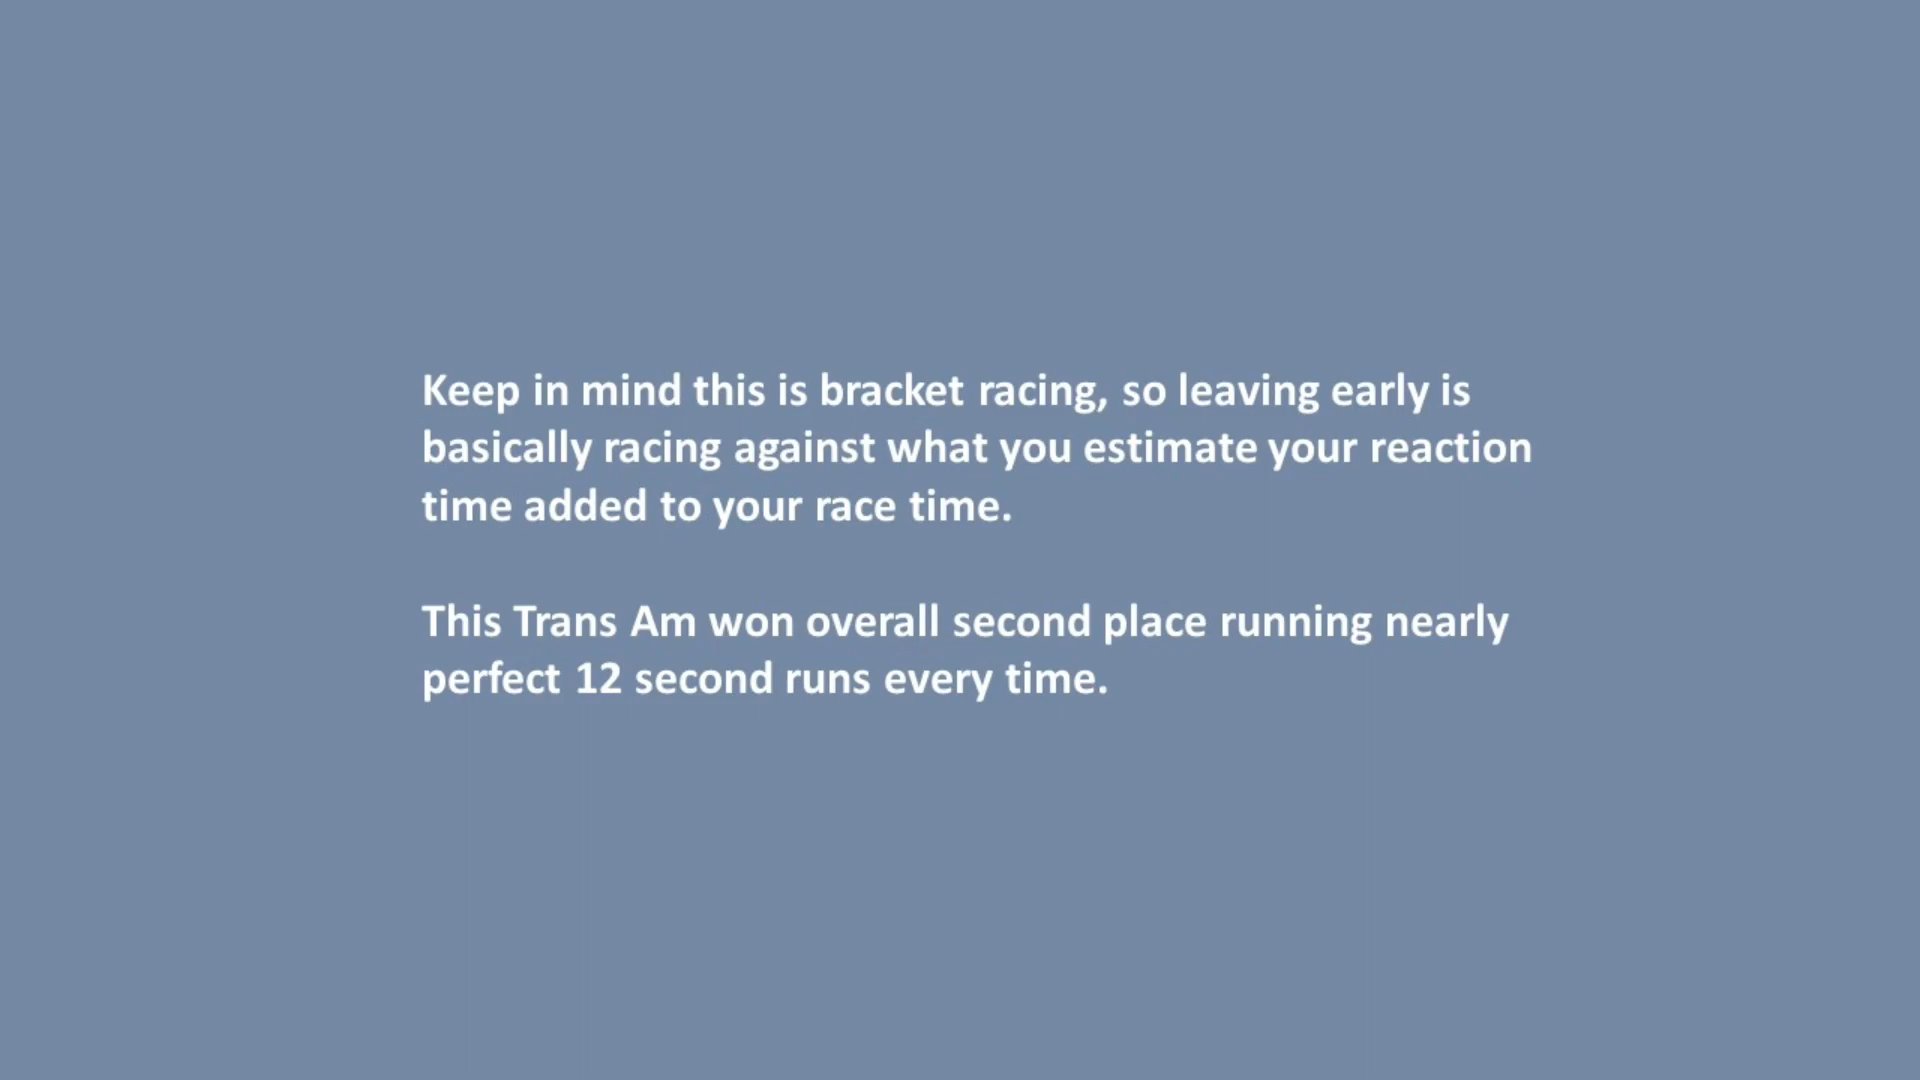 Keep in mind this is bracket racing, so leaving early is
basically racing against what you estimate your reaction
time added to your race time.
This Trans Am won overall second place running nearly
perfect 12 second runs every time.